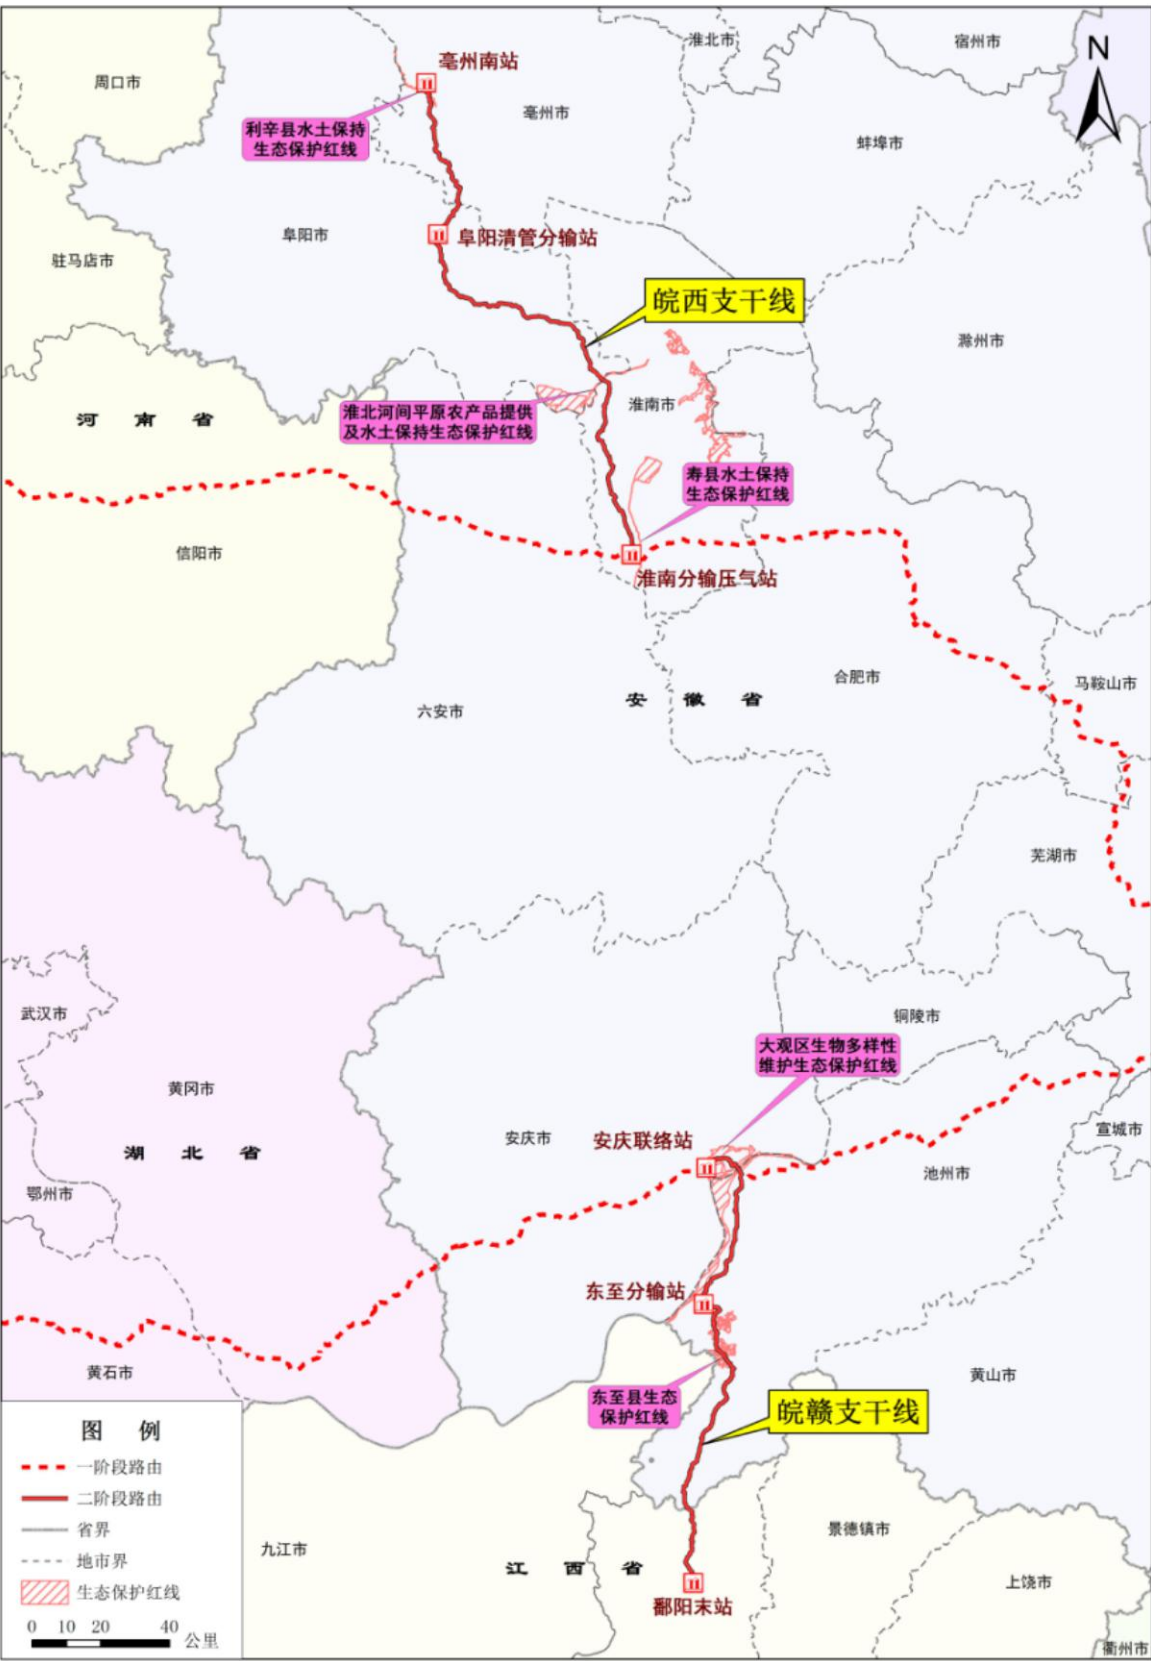 亳州南站
淮北市
宿州市
N
周口市
亳州市
利辛县水土保持
生态保护红线
蚌埠市
阜阳市
阜阳清管分输站
驻马店市
皖西支干线
滁州市
河 南 省
淮北河间平原农产品提供
及水土保持生态保护红线
淮南市
寿县水土保持
生态保护红线
信阳市
淮南分输压气站
合肥市
马鞍山市
六安市
安 徽 省
芜湖市
武汉市
铜陵市
大观区生物多样性
维护生态保护红线
黄冈市
安庆市
安庆联络站
宣城市
湖 北 省
池州市
鄂州市
东至分输站
黄石市
黄山市
东至县生态
保护红线
皖赣支干线
图 例
一阶段路由
二阶段路由
省界
地市界
生态保护红线
0 10 20 40 公里
九江市
江 西 省
景德镇市
上饶市
鄱阳末站
衢州市